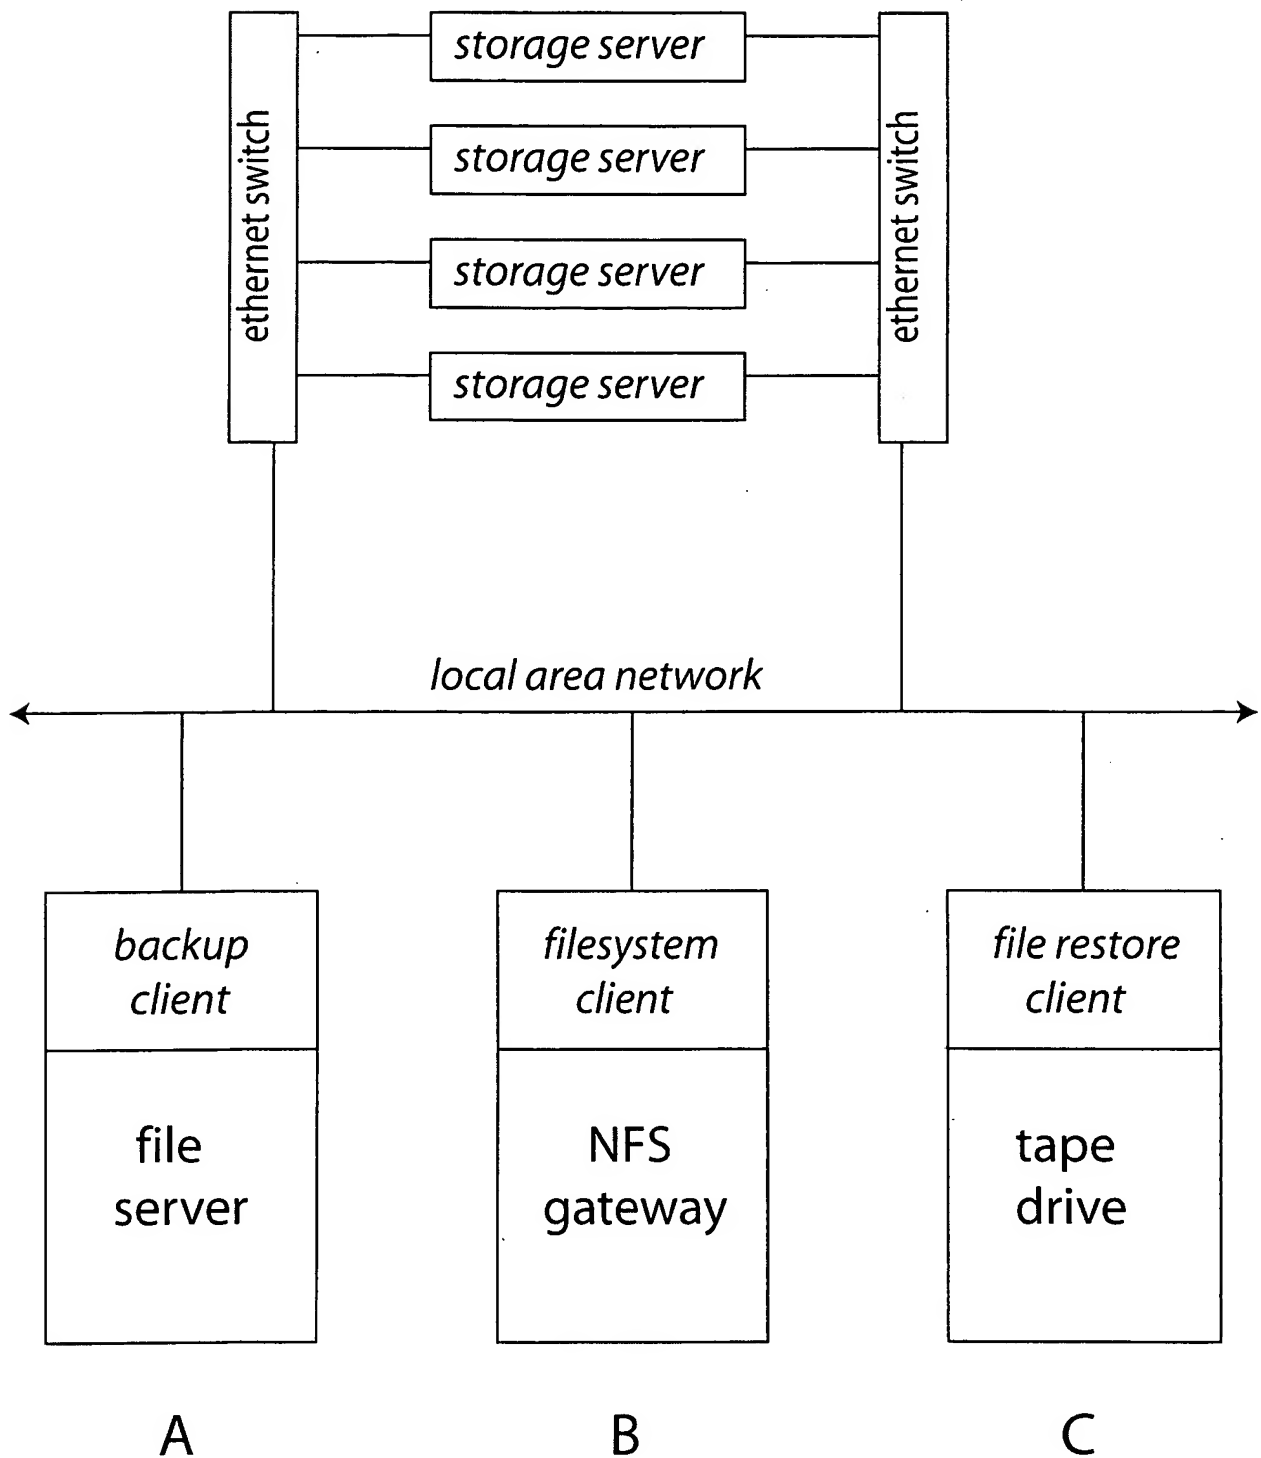 ethernet switch
storage server
storage server
storage server
storage server
ethernet switch
local area network
backup
client
file
server
filesystem
client
NFS
gateway
file restore
client
tape
drive
A
B
C